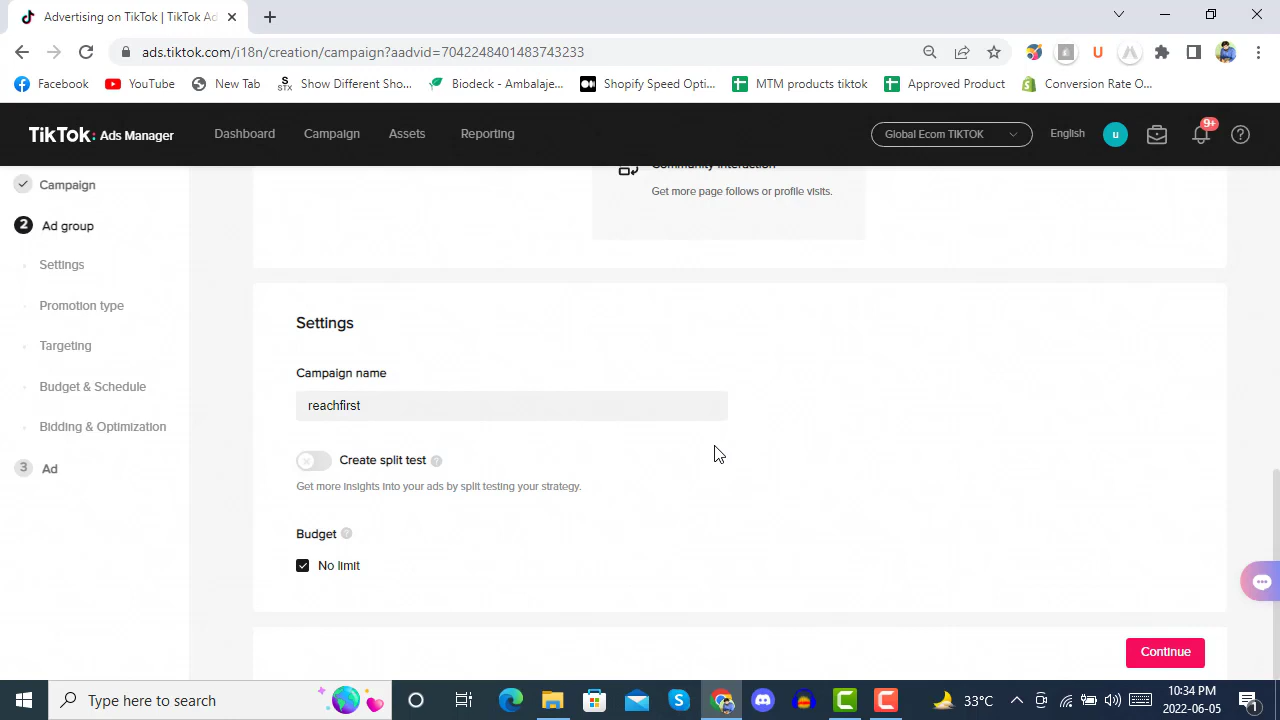 Advertising on TikTok | TikTok Ad
ads.tiktok.com/i18n/creation/campaign?aadvid=7042248401483743233
Facebook
YouTube
New Tab
STX
Show Different Sho...
Biodeck - Ambalaje...
Shopify Speed Opti...
MTM products tiktok
Approved Product
Conversion Rate O...
TikTok: Ads Manager
Dashboard
Campaign
Assets
Reporting
Global Ecom TIKTOK
English
u
9+
Campaign
2
Ad group
Settings
Promotion type
Targeting
Budget & Schedule
Bidding & Optimization
3
Ad
Community interaction
Get more page follows or profile visits.
Settings
Campaign name
reachfirst
Create split test
Get more insights into your ads by split testing your strategy.
Budget
No limit
Continue
Type here to search
33°C
10:34 PM
2022-06-05
1